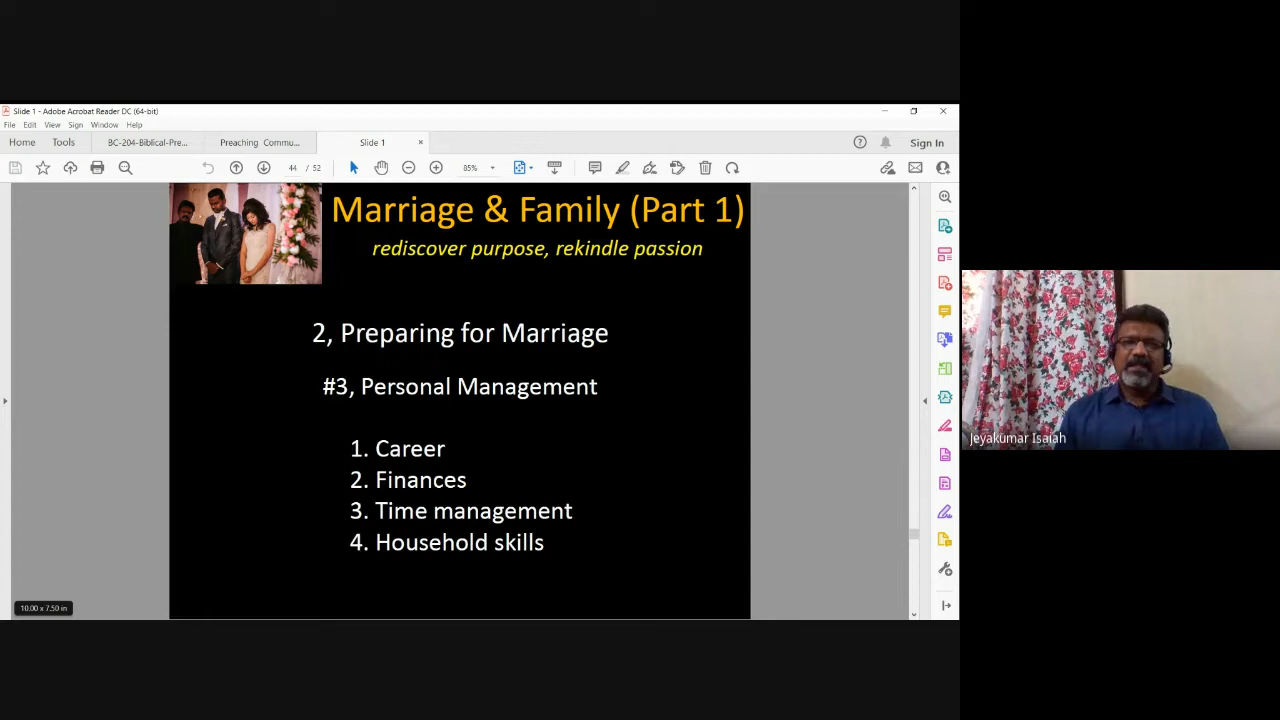 Slide 1 - Adobe Acrobat Reader DC (64-bit)
File Edit View Sign Window Help
Home Tools BC-204-Biblical-Pre... Preaching Commu... Slide 1 ×
Sign In
44 / 52 85%
Marriage & Family (Part 1)
rediscover purpose, rekindle passion
2, Preparing for Marriage
#3, Personal Management
1. Career
2. Finances
3. Time management
4. Household skills
10.00 x 7.50 in
Jeyakumar Isaiah